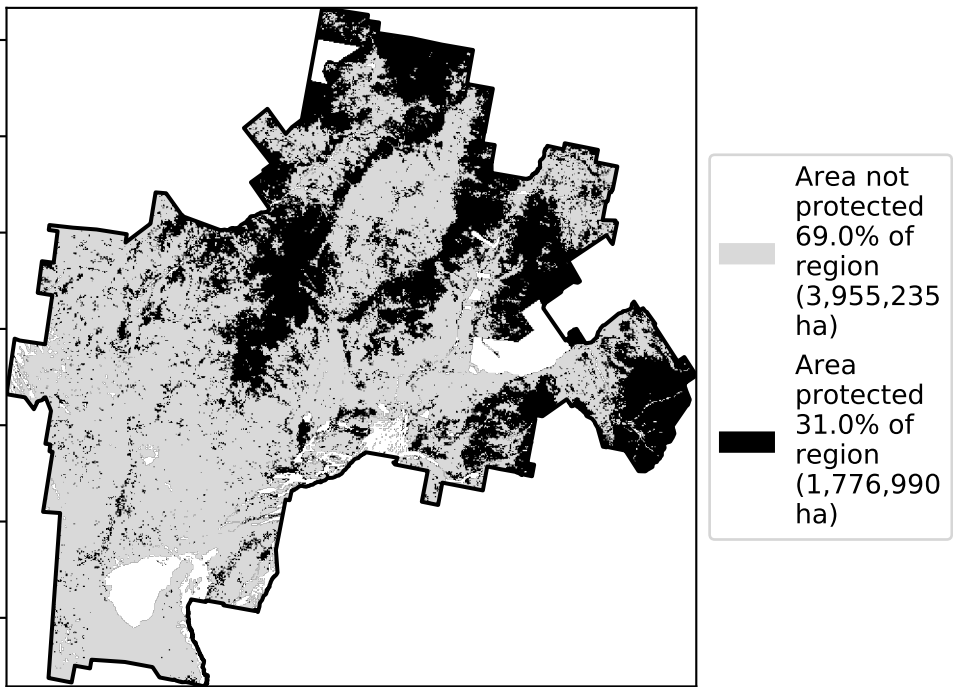 Area not
protected
69.0% of
region
(3,955,235
ha)
Area
protected
31.0% of
region
(1,776,990
ha)